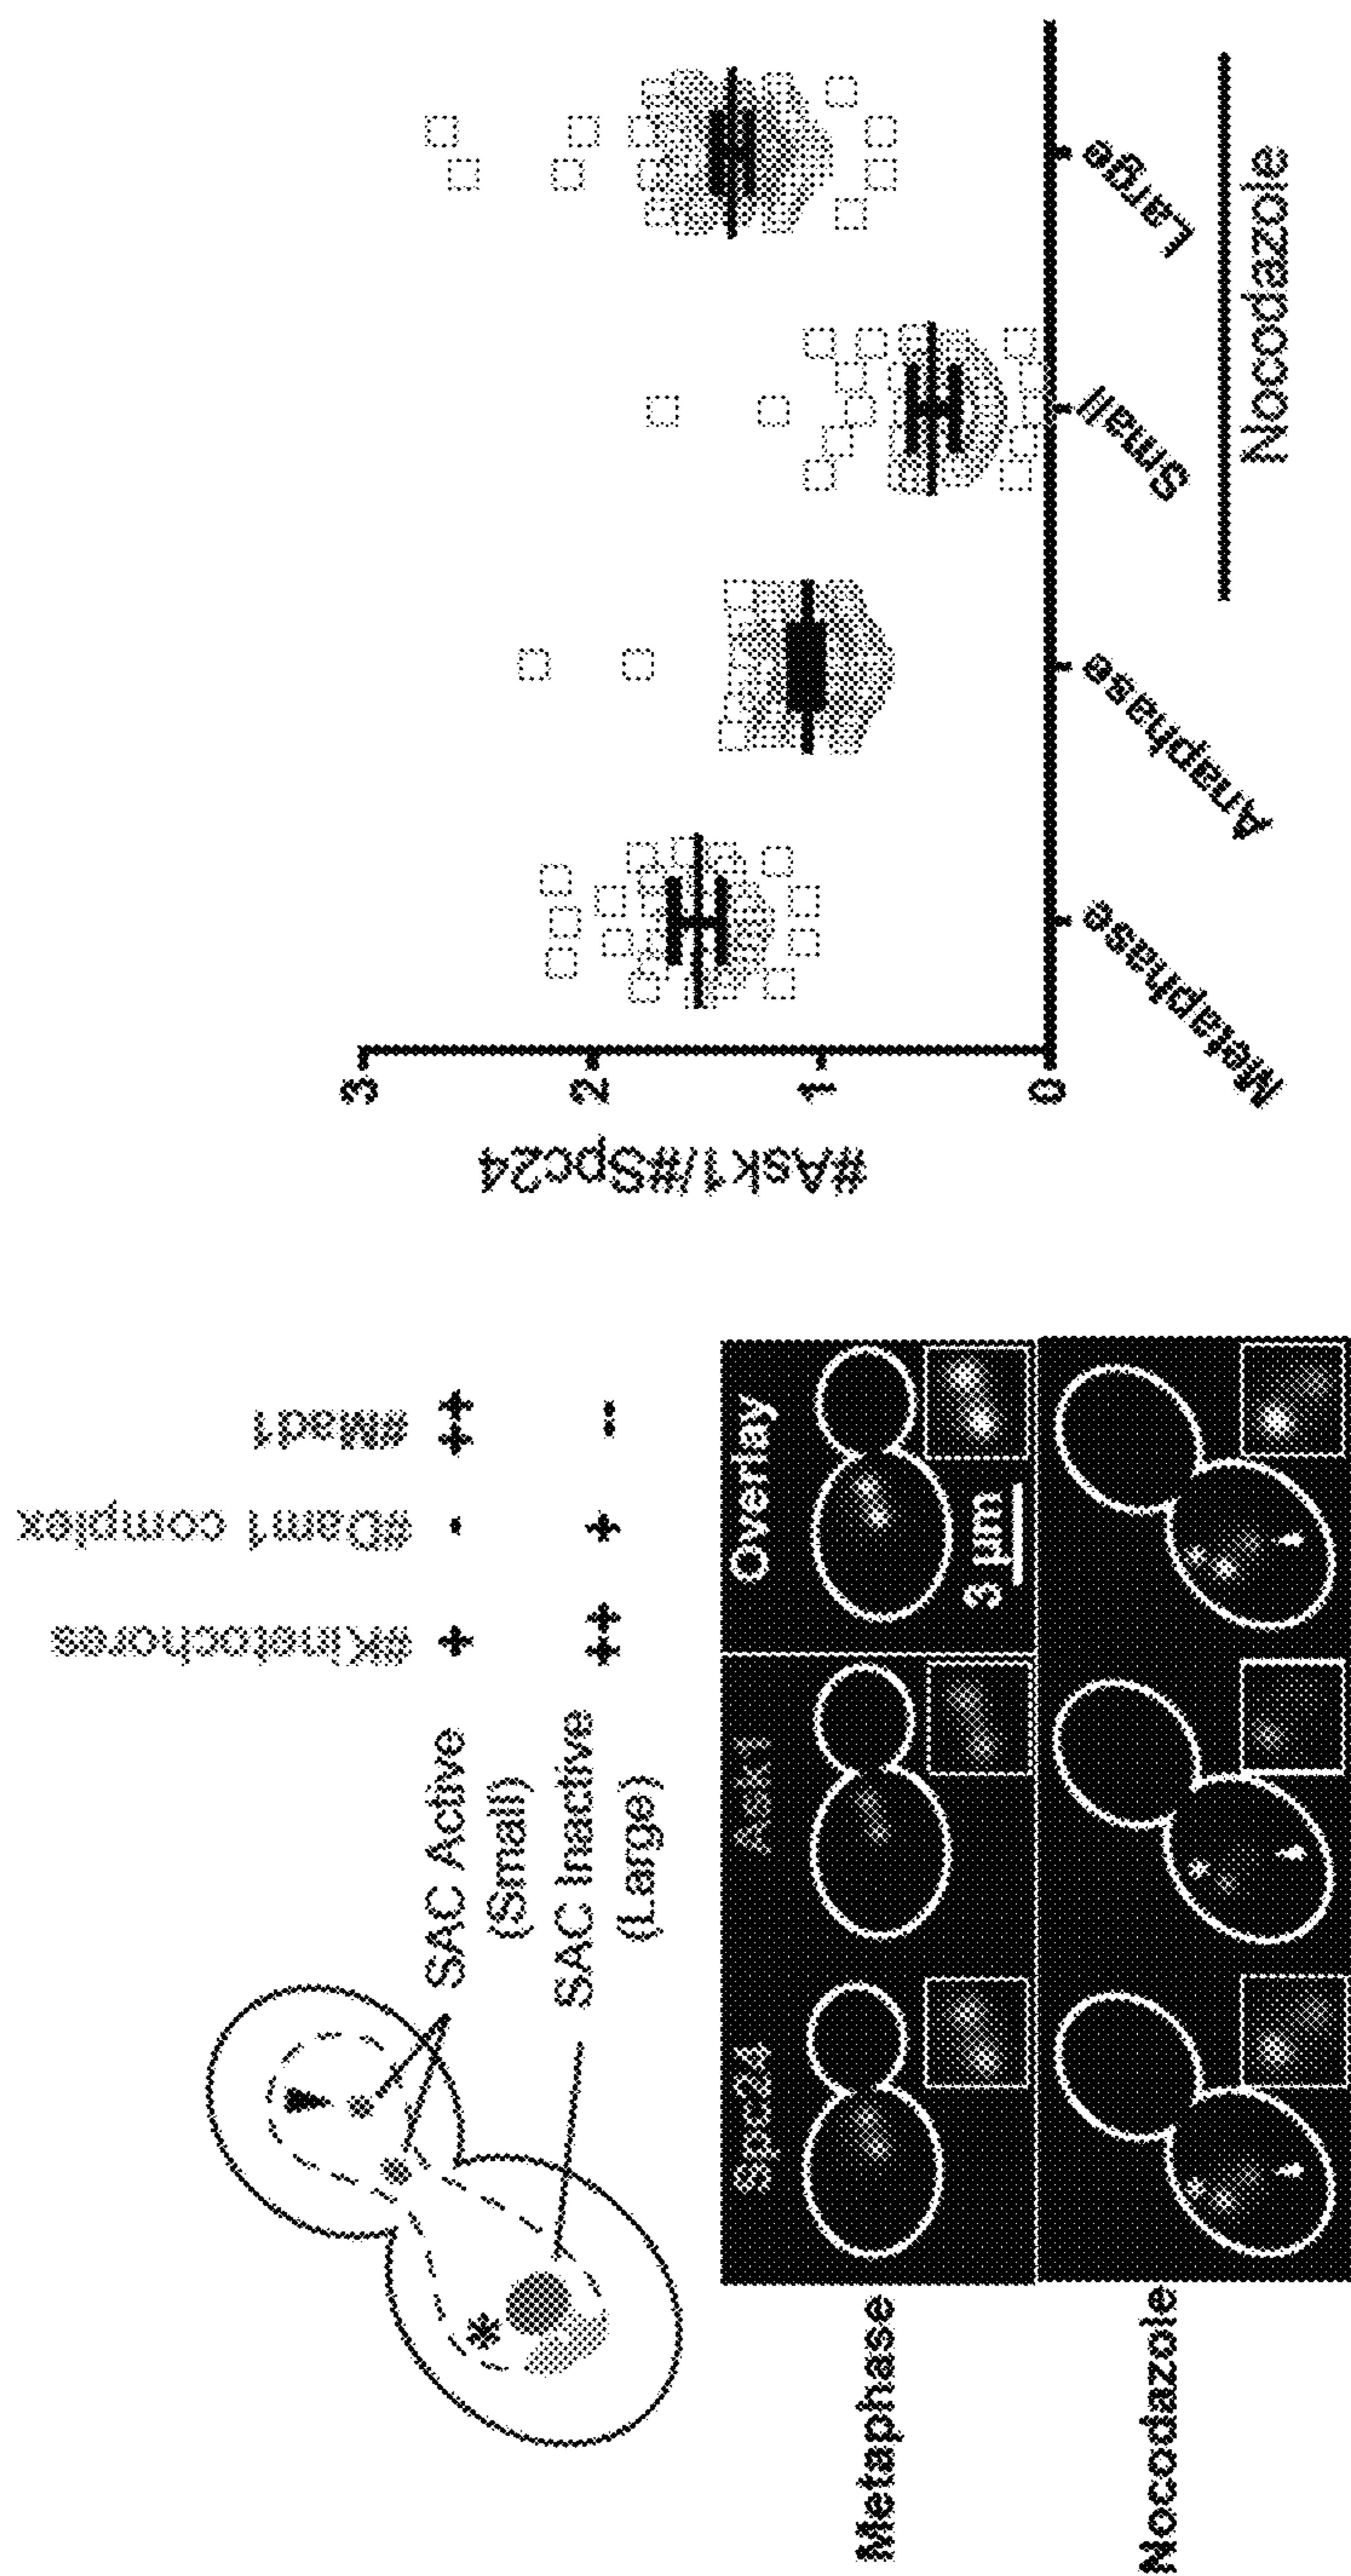 #Kinetochores
#Dam1 complex
#Mad1
SAC Active
(Small)
+
-
++
SAC Inactive
(Large)
++
+
--
*
Spc24
Ask1
Overlay
Metaphase
3 µm
Nocodazole
#Ask1/#Spc24
3
2
1
0
Metaphase
Anaphase
Small
Large
Nocodazole